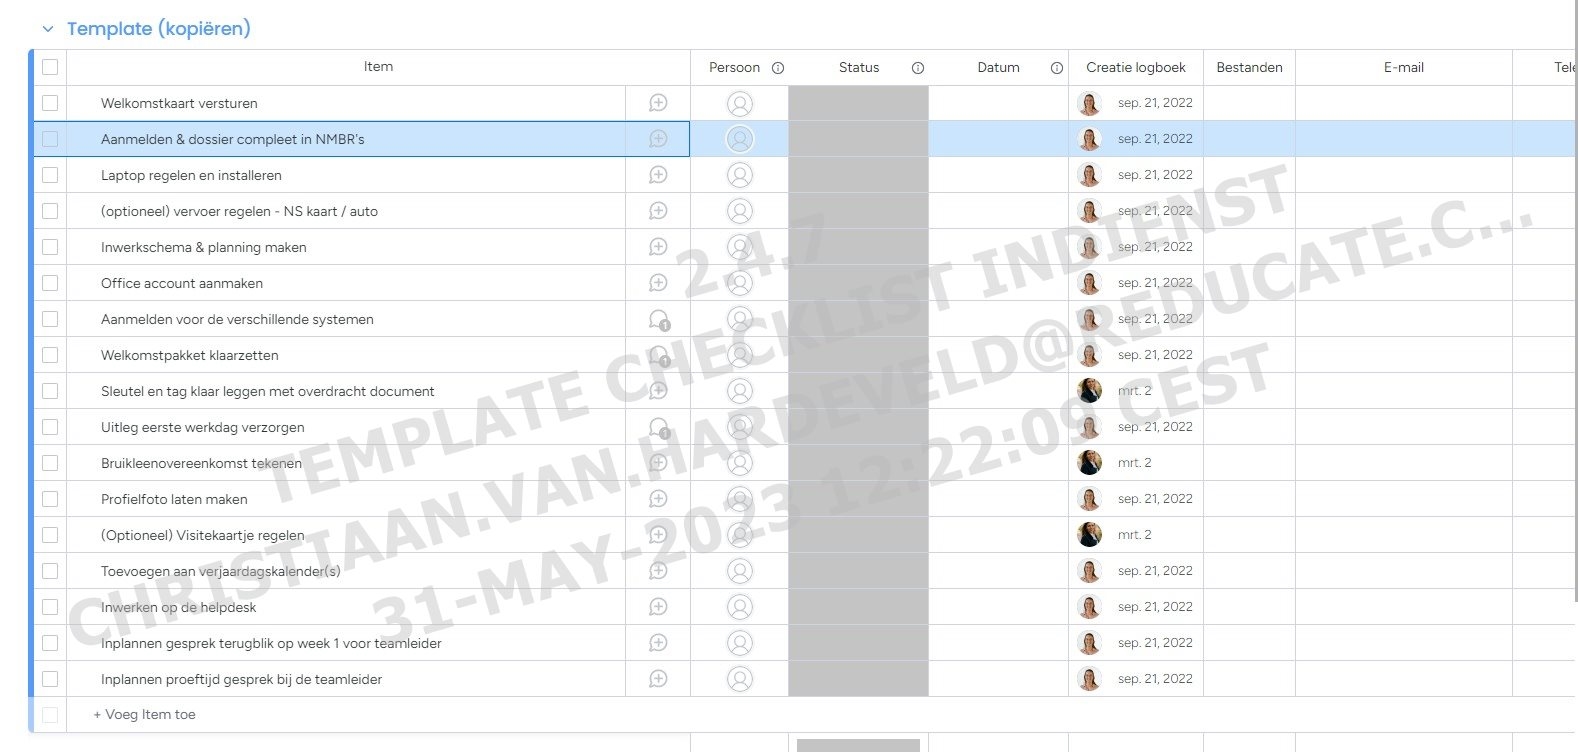 Template (kopiëren)
Item Persoon Status Datum Creatie logboek Bestanden E-mail Tele
Welkomstkaart versturen sep. 21, 2022
Aanmelden & dossier compleet in NMBR's sep. 21, 2022
Laptop regelen en installeren sep. 21, 2022
(optioneel) vervoer regelen - NS kaart / auto sep. 21, 2022
Inwerkschema & planning maken sep. 21, 2022
Office account aanmaken sep. 21, 2022
Aanmelden voor de verschillende systemen 1 sep. 21, 2022
Welkomstpakket klaarzetten 1 sep. 21, 2022
Sleutel en tag klaar leggen met overdracht document mrt. 2
Uitleg eerste werkdag verzorgen 1 sep. 21, 2022
Bruikleenovereenkomst tekenen mrt. 2
Profielfoto laten maken sep. 21, 2022
(Optioneel) Visitekaartje regelen mrt. 2
Toevoegen aan verjaardagskalender(s) sep. 21, 2022
Inwerken op de helpdesk sep. 21, 2022
Inplannen gesprek terugblik op week 1 voor teamleider sep. 21, 2022
Inplannen proeftijd gesprek bij de teamleider sep. 21, 2022
+ Voeg Item toe
2.4.7
TEMPLATE CHECKLIST INDIENST
CHRISTIAAN.VAN.HARDEVELD@REDUCATE.C...
31-MAY-2023 12:22:09 CEST